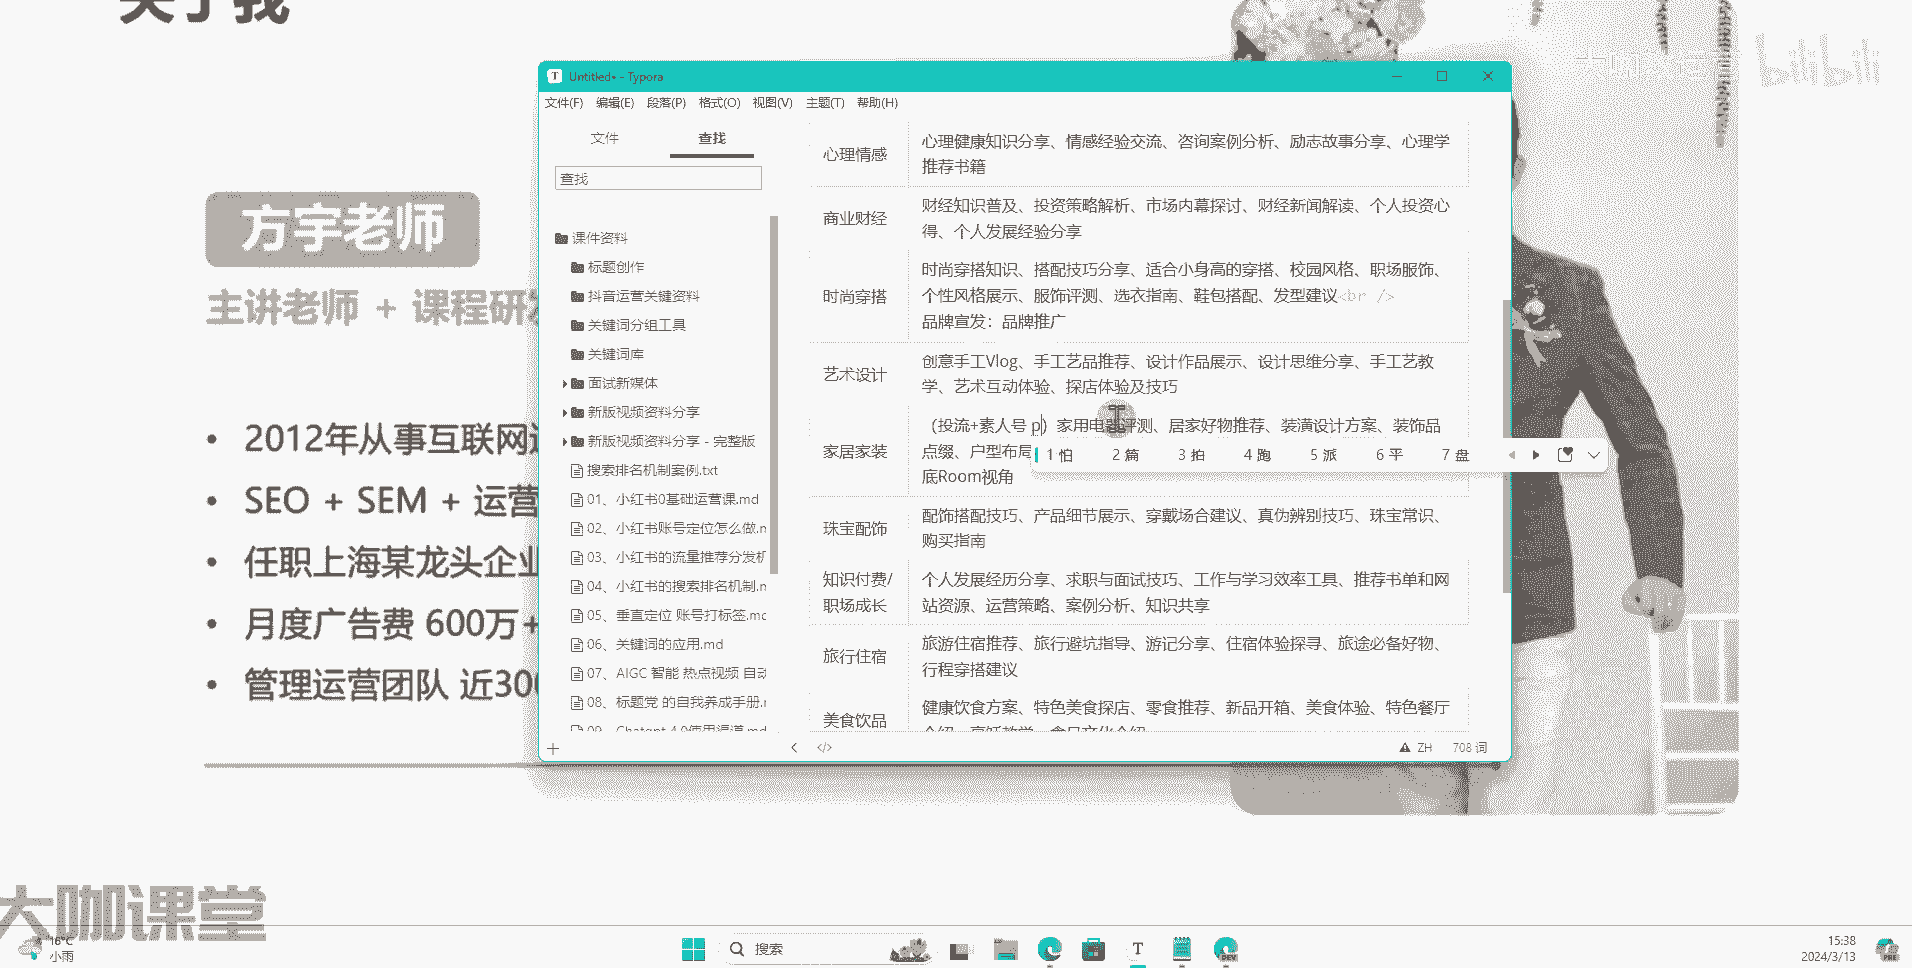 关于我
bilibili
方宇老师
主讲老师 + 课程研发
2012年从事互联网
SEO + SEM + 运营
任职上海某龙头企业
月度广告费 600万+
管理运营团队 近300
大咖课堂
Untitled• - Typora
文件(F) 编辑(E) 段落(P) 格式(O) 视图(V) 主题(T) 帮助(H)
文件 查找
查找
课件资料
标题创作
抖音运营关键资料
关键词分组工具
关键词库
面试新媒体
新版视频资料分享
新版视频资料分享 - 完整版
搜索排名机制案例.txt
01、小红书0基础运营课.md
02、小红书账号定位怎么做.m
03、小红书的流量推荐分发机
04、小红书的搜索排名机制.m
05、垂直定位 账号打标签.mc
06、关键词的应用.md
07、AIGC 智能 热点视频 自动
08、标题党 的自我养成手册.r
09、Chatgpt 4.0使用渠道.md
心理情感
心理健康知识分享、情感经验交流、咨询案例分析、励志故事分享、心理学
推荐书籍
商业财经
财经知识普及、投资策略解析、市场内幕探讨、财经新闻解读、个人投资心
得、个人发展经验分享
时尚穿搭
时尚穿搭知识、搭配技巧分享、适合小身高的穿搭、校园风格、职场服饰、
个性风格展示、服饰评测、选衣指南、鞋包搭配、发型建议<br />
品牌宣发：品牌推广
艺术设计
创意手工Vlog、手工艺品推荐、设计作品展示、设计思维分享、手工艺教
学、艺术互动体验、探店体验及技巧
家居家装
（投流+素人号 p）家用电器评测、居家好物推荐、装潢设计方案、装饰品
点缀、户型布局
底Room视角
1 怕 2 篇 3 拍 4 跑 5 派 6 平 7 盘
珠宝配饰
配饰搭配技巧、产品细节展示、穿戴场合建议、真伪辨别技巧、珠宝常识、
购买指南
知识付费/
职场成长
个人发展经历分享、求职与面试技巧、工作与学习效率工具、推荐书单和网
站资源、运营策略、案例分析、知识共享
旅行住宿
旅游住宿推荐、旅行避坑指导、游记分享、住宿体验探寻、旅途必备好物、
行程穿搭建议
美食饮品
健康饮食方案、特色美食探店、零食推荐、新品开箱、美食体验、特色餐厅
</> ZH 708 词
16°C
小雨
搜索
DEV
15:38
2024/3/13
PRE